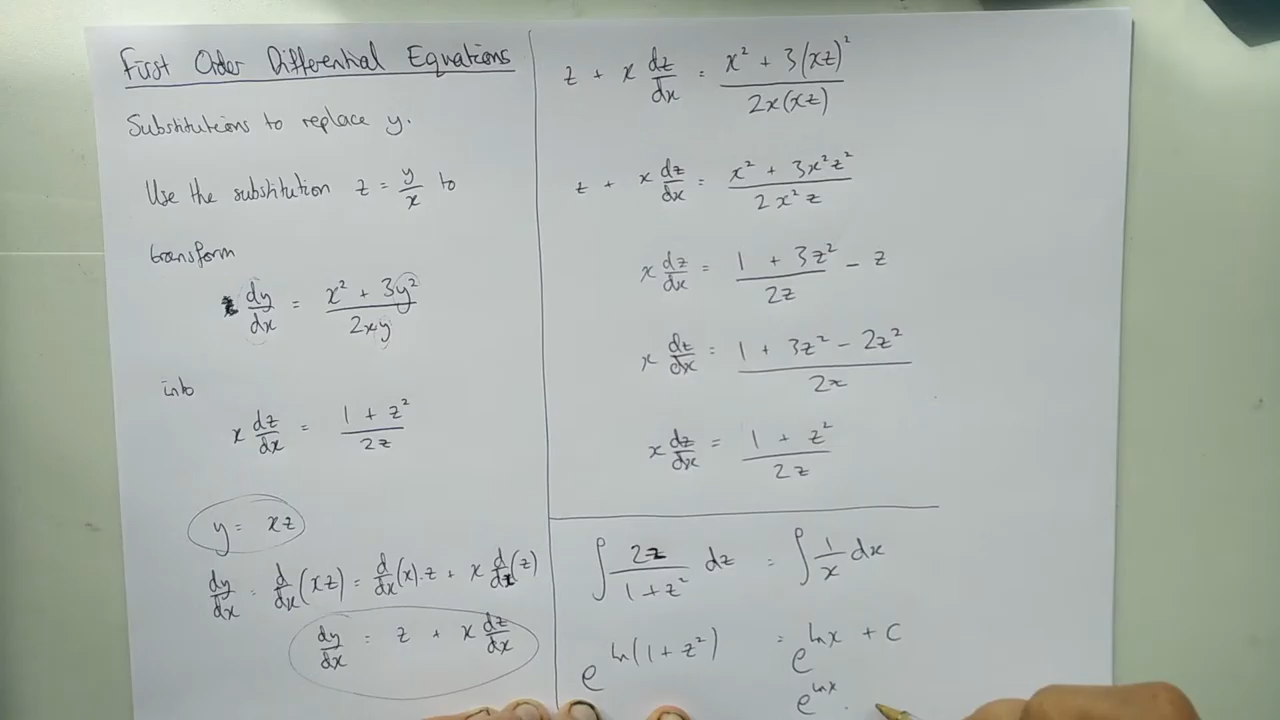 First Order Differential Equations
Substitutions to replace y.
Use the substitution z = y/x to
transform
dy/dx = (x² + 3y²)/(2xy)
into
x dz/dx = (1 + z²)/(2z)
y = xz
dy/dx = d/dx(xz) = d/dx(x).z + x d/dx(z)
dy/dx = z + x dz/dx
z + x dz/dx = (x² + 3(xz)²)/(2x(xz))
z + x dz/dx = (x² + 3x²z²)/(2x²z)
x dz/dx = (1 + 3z²)/(2z) − z
x dz/dx = (1 + 3z² − 2z²)/(2x)
x dz/dx = (1 + z²)/(2z)
∫ 2z/(1+z²) dz = ∫ 1/x dx
e^(ln(1+z²)) = e^(lnx + c)
e^(lnx) .